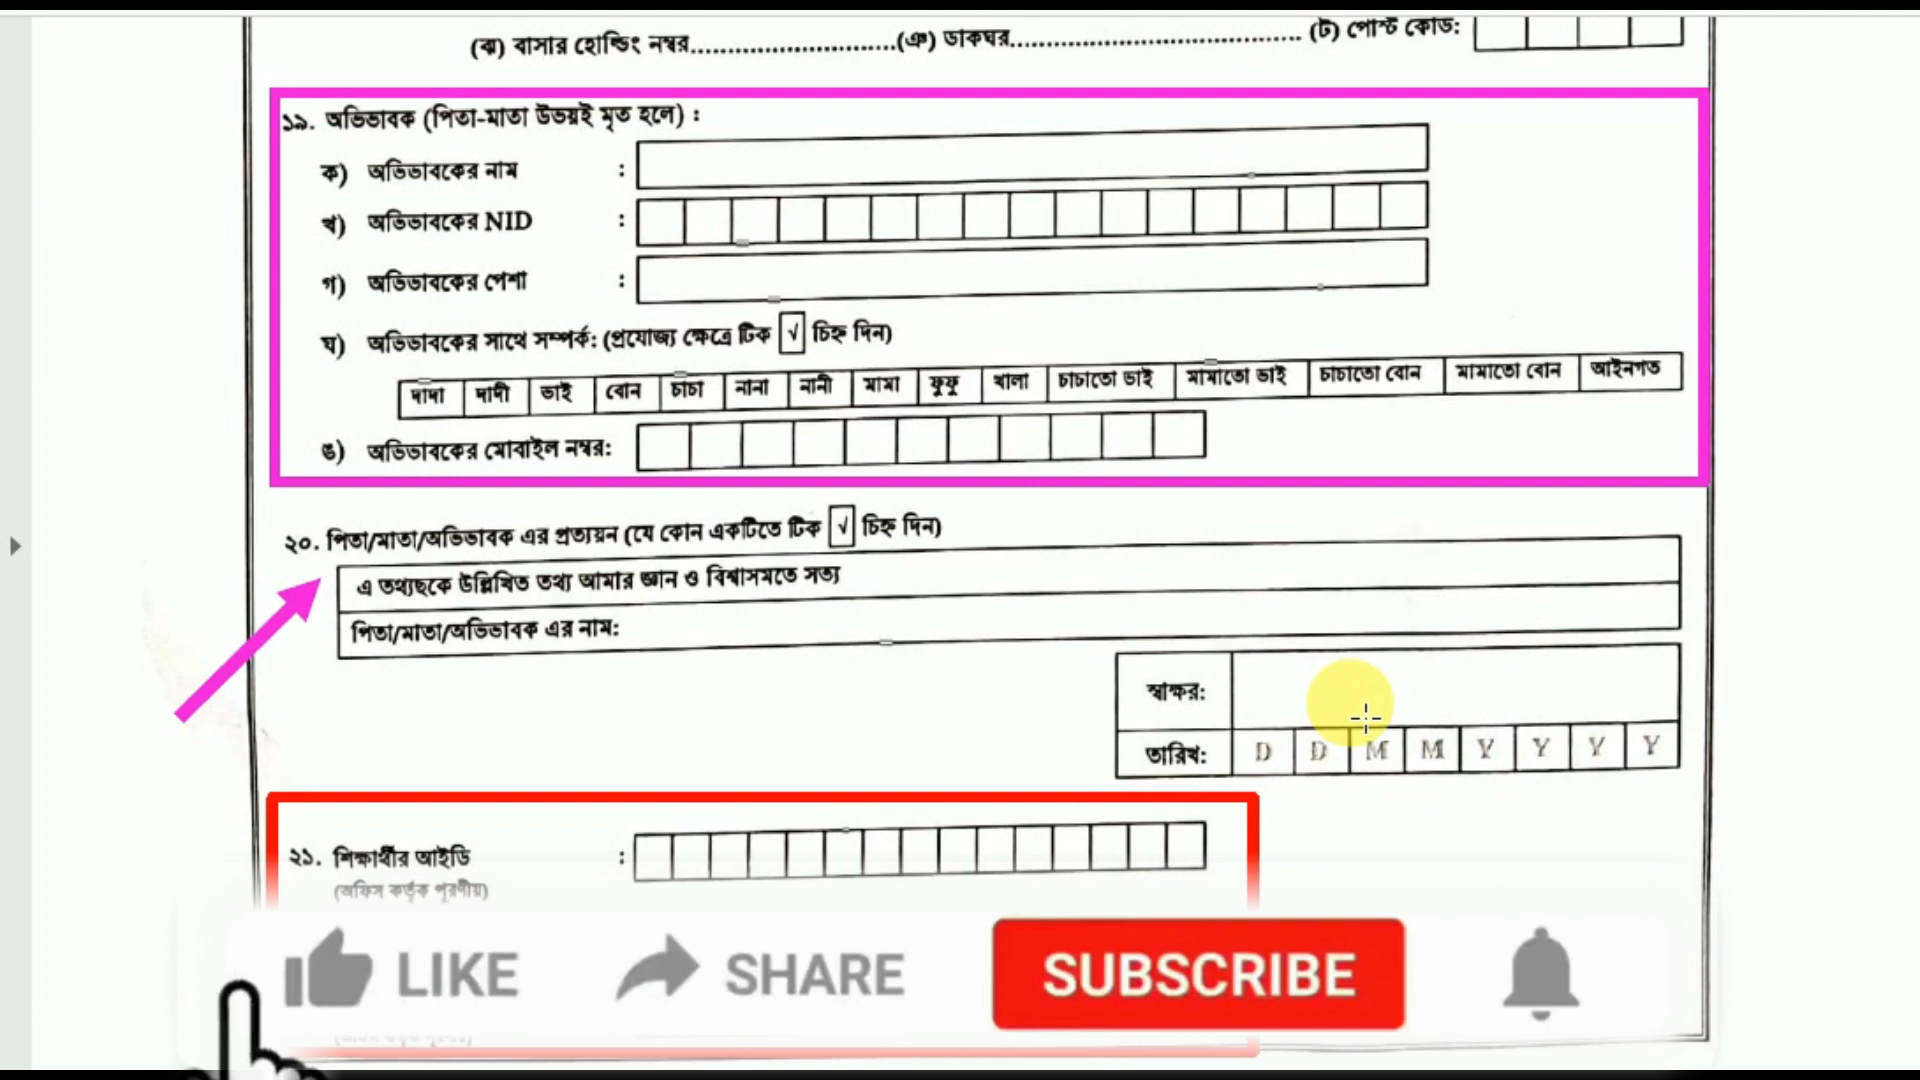 (ঝ) বাসার হোল্ডিং নম্বর............................(ঞ) ডাকঘর....................................... (ট) পোস্ট কোড:
১৯. অভিভাবক (পিতা-মাতা উভয়ই মৃত হলে) :
ক) অভিভাবকের নাম :
খ) অভিভাবকের NID :
গ) অভিভাবকের পেশা :
ঘ) অভিভাবকের সাথে সম্পর্ক: (প্রযোজ্য ক্ষেত্রে টিক √ চিহ্ন দিন)
দাদা দাদী ভাই বোন চাচা নানা নানী মামা ফুফু খালা চাচাতো ভাই মামাতো ভাই চাচাতো বোন মামাতো বোন আইনগত
ঙ) অভিভাবকের মোবাইল নম্বর:
২০. পিতা/মাতা/অভিভাবক এর প্রত্যয়ন (যে কোন একটিতে টিক √ চিহ্ন দিন)
এ তথ্যছকে উল্লিখিত তথ্য আমার জ্ঞান ও বিশ্বাসমতে সত্য
পিতা/মাতা/অভিভাবক এর নাম:
স্বাক্ষর:
তারিখ: D D M M Y Y Y Y
২১. শিক্ষার্থীর আইডি :
(অফিস কর্তৃক পূরণীয়)
LIKE SHARE SUBSCRIBE